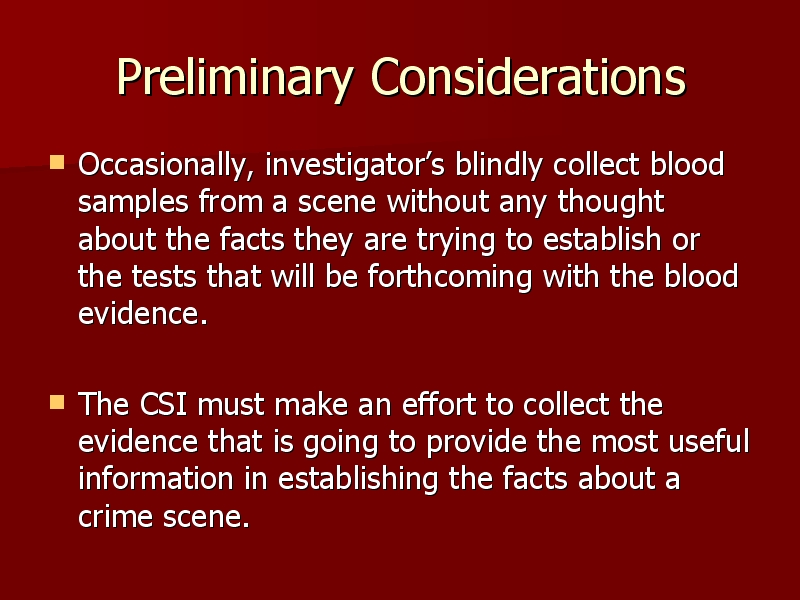 Preliminary Considerations
Occasionally, investigator’s blindly collect blood
samples from a scene without any thought
about the facts they are trying to establish or
the tests that will be forthcoming with the blood
evidence.
The CSI must make an effort to collect the
evidence that is going to provide the most useful
information in establishing the facts about a
crime scene.